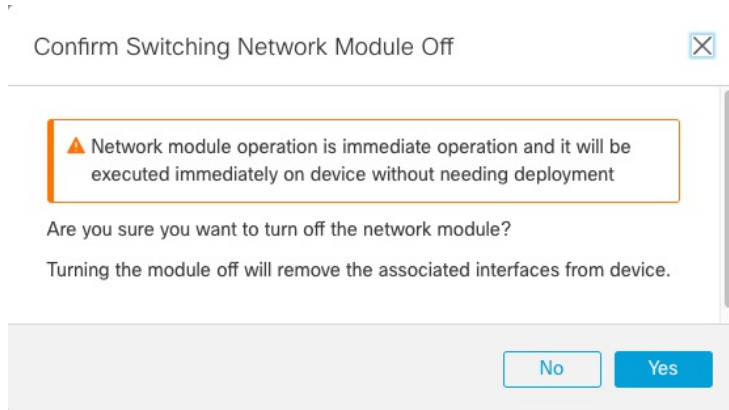 Confirm Switching Network Module Off
Network module operation is immediate operation and it will be
executed immediately on device without needing deployment
Are you sure you want to turn off the network module?
Turning the module off will remove the associated interfaces from device.
No
Yes